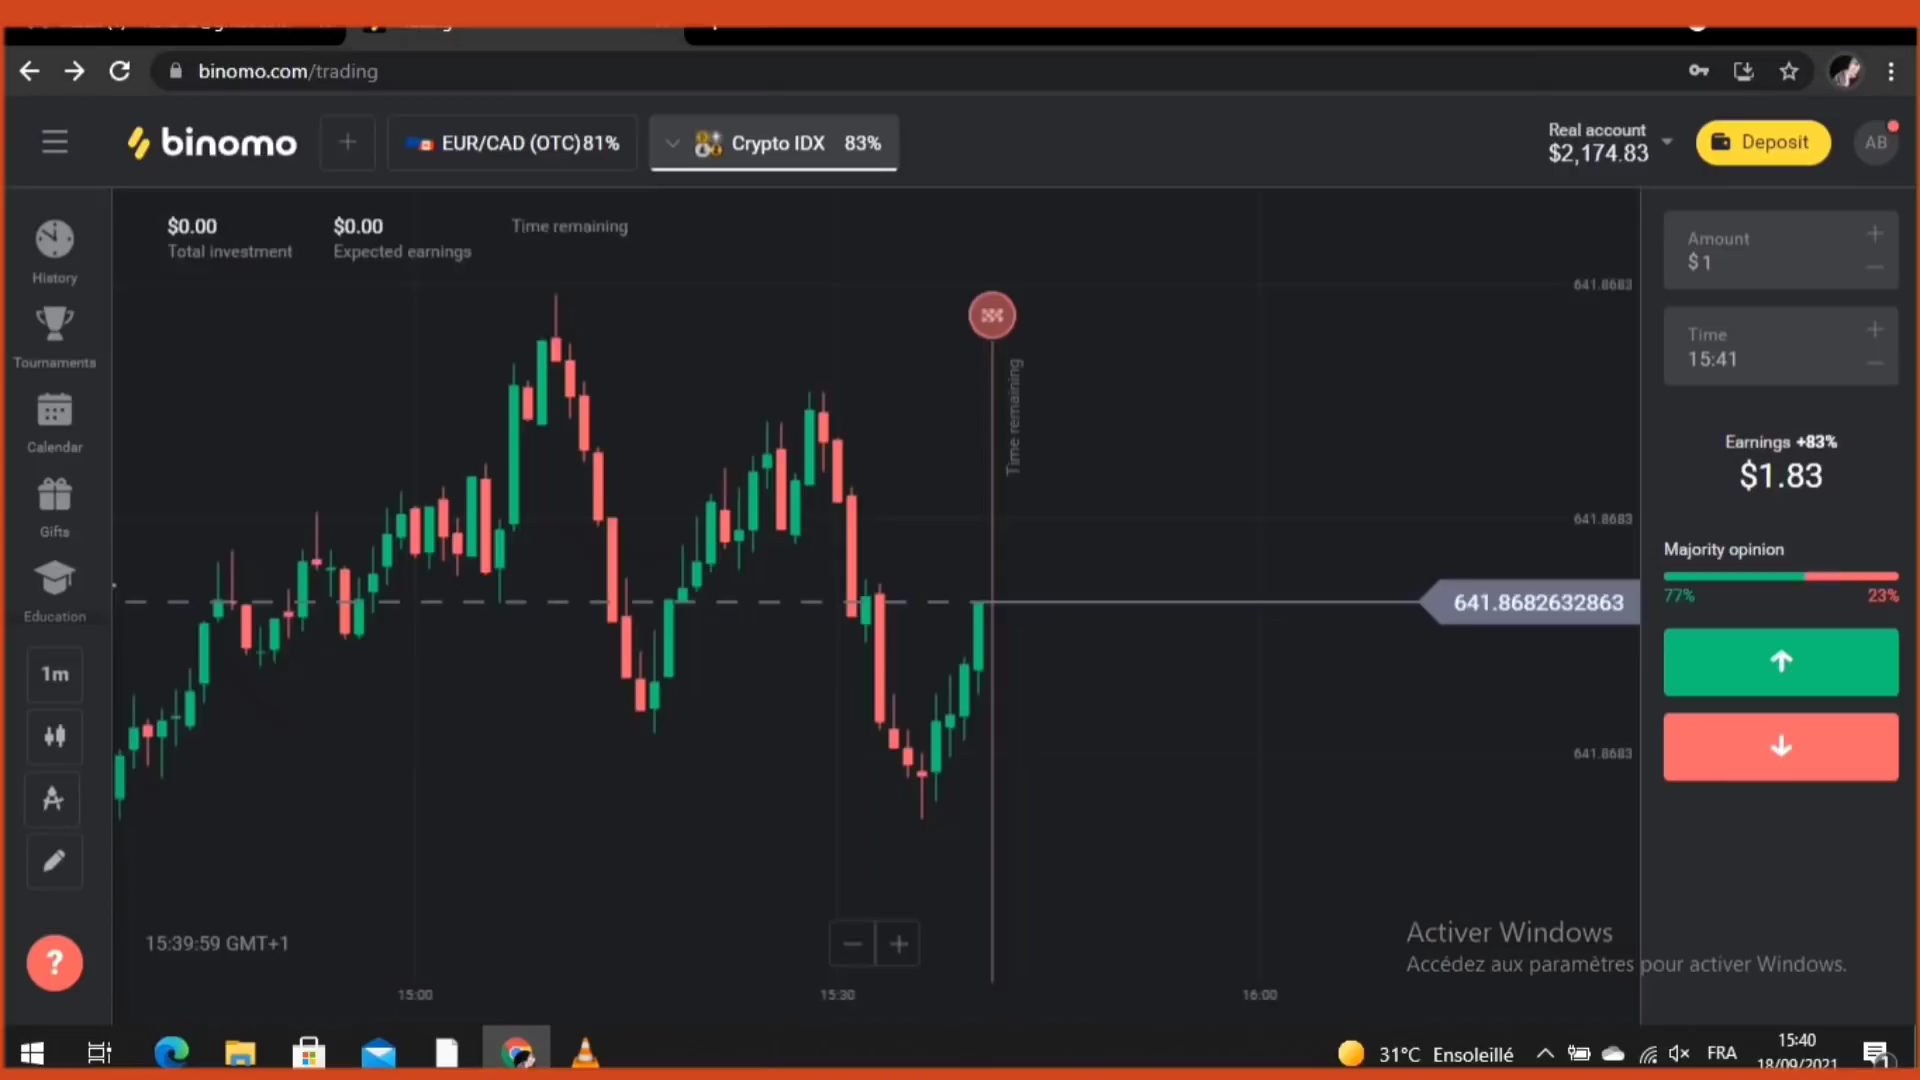 binomo.com/trading
binomo
EUR/CAD (OTC) 81%
Crypto IDX 83%
Real account
$2,174.83
Deposit
AB
$0.00
Total investment
$0.00
Expected earnings
Time remaining
History
Tournaments
Calendar
Gifts
Education
1m
?
641.8683
641.8683
641.8682632863
641.8683
Time remaining
Amount
$1
Time
15:41
Earnings +83%
$1.83
Majority opinion
77% 23%
15:39:59 GMT+1
15:00
15:30
16:00
Activer Windows
Accédez aux paramètres pour activer Windows.
31°C Ensoleillé
FRA
15:40
18/09/2021
1